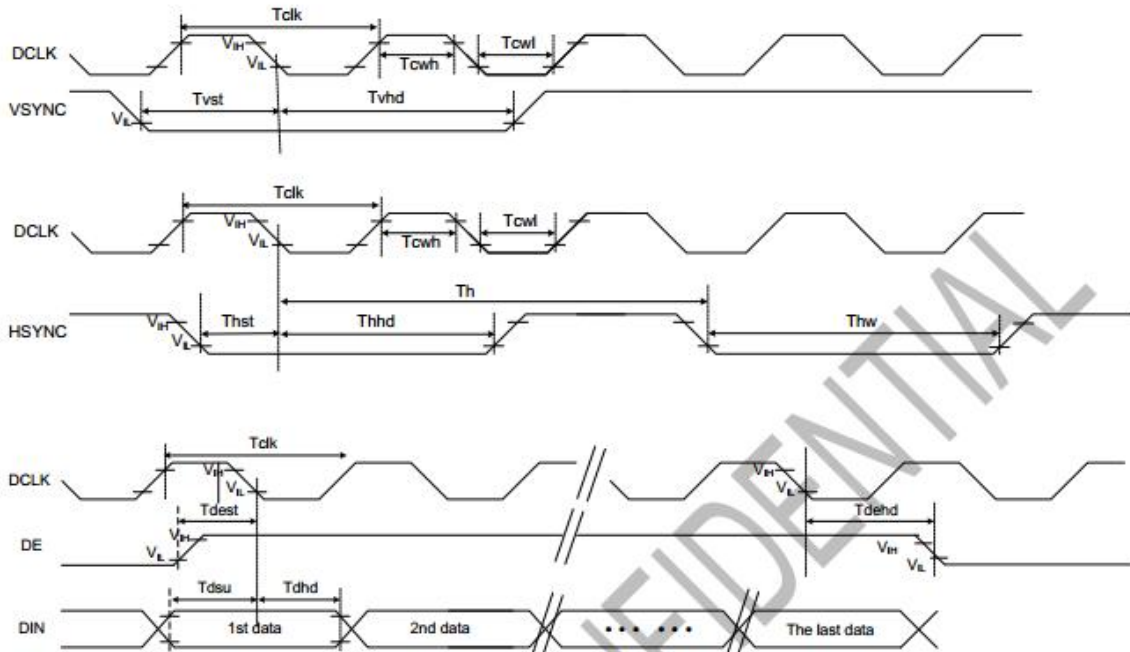 Tclk
DCLK VIH VIL Tcwh Tcwl
Tvst Tvhd
VSYNC VIL
Tclk
DCLK VIH VIL Tcwh Tcwl
Th
HSYNC VIH VIL Thst Thhd Thw
Tclk
DCLK VIH VIL VIH VIL
Tdest Tdehd
DE VIH VIL VIH VIL
Tdsu Tdhd
DIN 1st data 2nd data • • • • • • The last data
FIDENTIAL